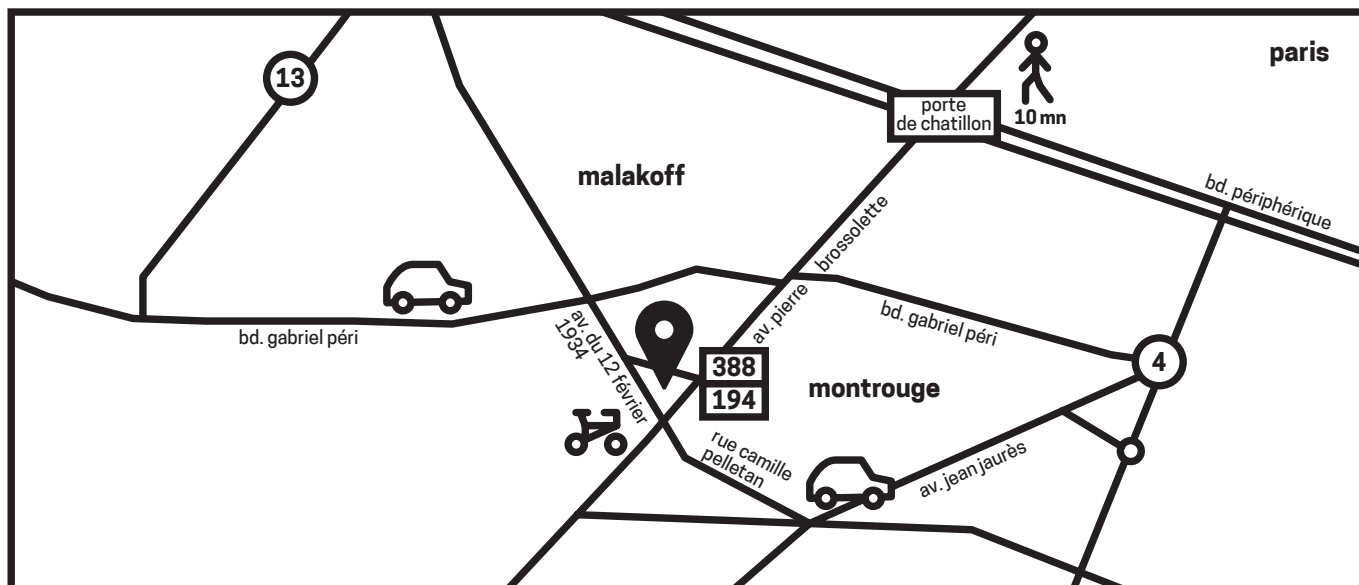 13
paris
porte
de chatillon
10 mn
malakoff
bd. périphérique
brossolette
av. pierre
bd. gabriel péri
bd. gabriel péri
av. du 12 février
1934
388
194
4
montrouge
rue camille
pelletan
av. jean jaurès